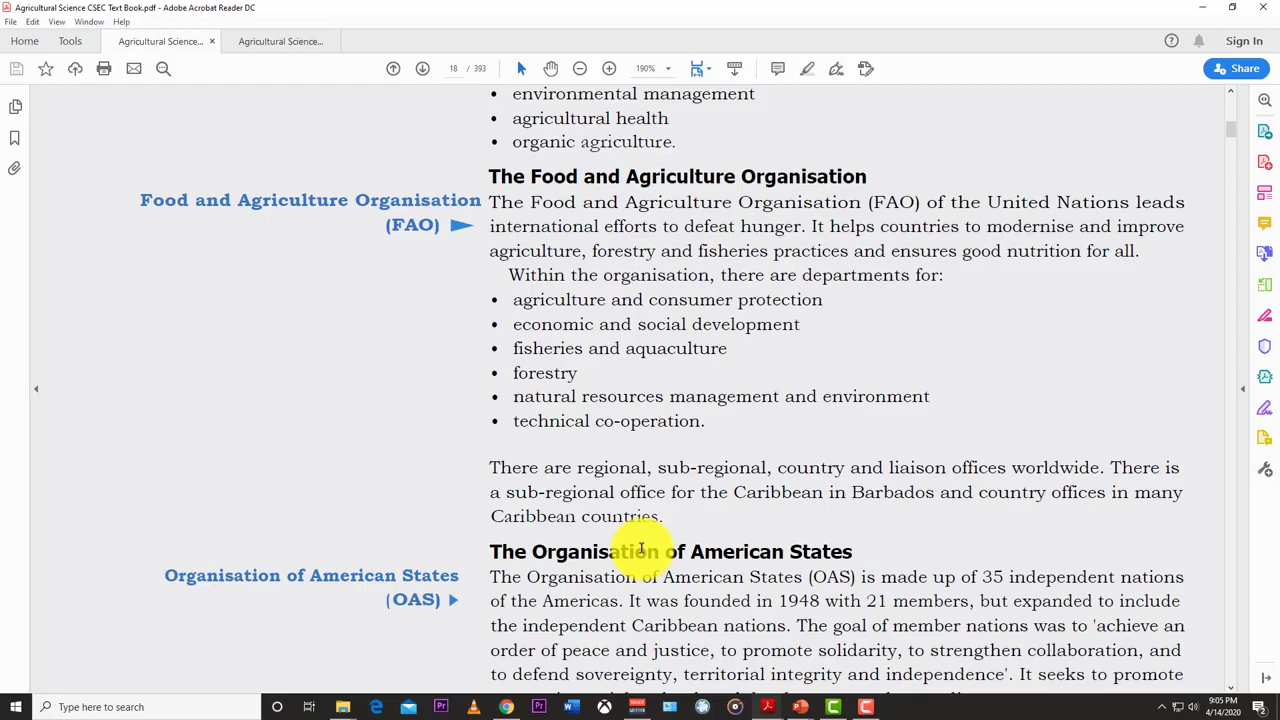 Agricultural Science CSEC Text Book.pdf - Adobe Acrobat Reader DC
File Edit View Window Help
Home Tools Agricultural Science... × Agricultural Science... Sign In
18 / 393 190% Share
• environmental management
• agricultural health
• organic agriculture.
The Food and Agriculture Organisation
Food and Agriculture Organisation
(FAO)
The Food and Agriculture Organisation (FAO) of the United Nations leads
international efforts to defeat hunger. It helps countries to modernise and improve
agriculture, forestry and fisheries practices and ensures good nutrition for all.
Within the organisation, there are departments for:
• agriculture and consumer protection
• economic and social development
• fisheries and aquaculture
• forestry
• natural resources management and environment
• technical co-operation.
There are regional, sub-regional, country and liaison offices worldwide. There is
a sub-regional office for the Caribbean in Barbados and country offices in many
Caribbean countries.
The Organisation of American States
Organisation of American States
(OAS)
The Organisation of American States (OAS) is made up of 35 independent nations
of the Americas. It was founded in 1948 with 21 members, but expanded to include
the independent Caribbean nations. The goal of member nations was to 'achieve an
order of peace and justice, to promote solidarity, to strengthen collaboration, and
to defend sovereignty, territorial integrity and independence'. It seeks to promote
Type here to search
9:05 PM
4/14/2020